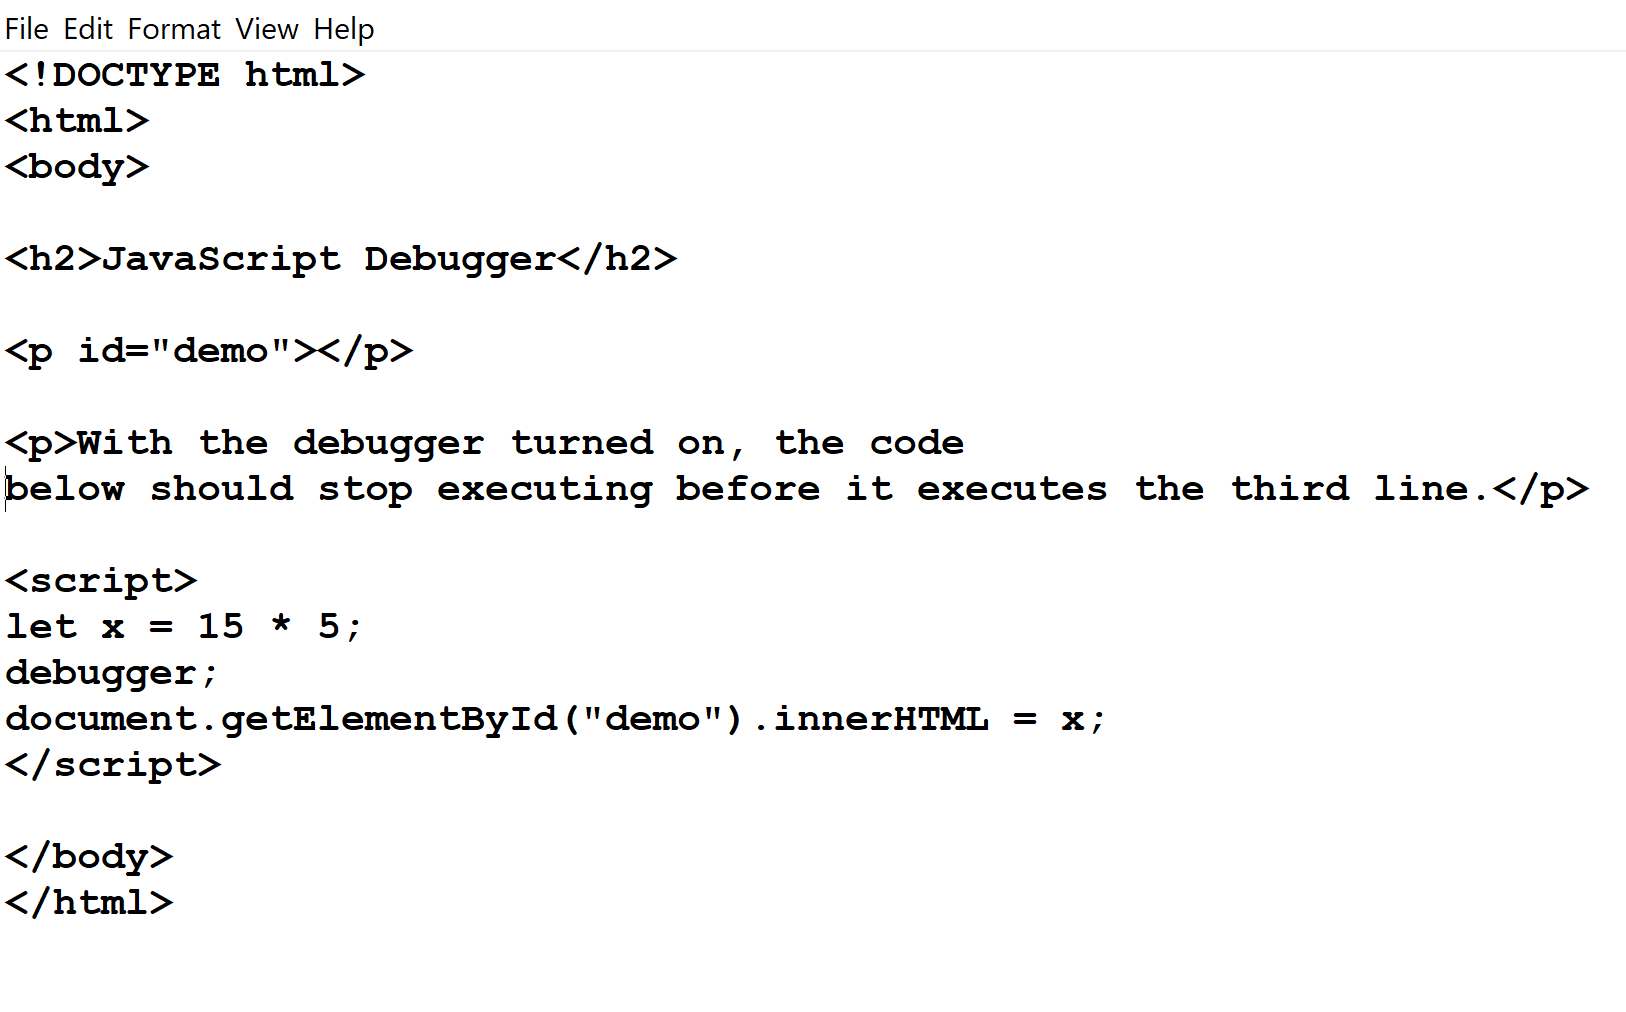 File Edit Format View Help
<!DOCTYPE html>
<html>
<body>
<h2>JavaScript Debugger</h2>
<p id="demo"></p>
<p>With the debugger turned on, the code
below should stop executing before it executes the third line.</p>
<script>
let x = 15 * 5;
debugger;
document.getElementById("demo").innerHTML = x;
</script>
</body>
</html>